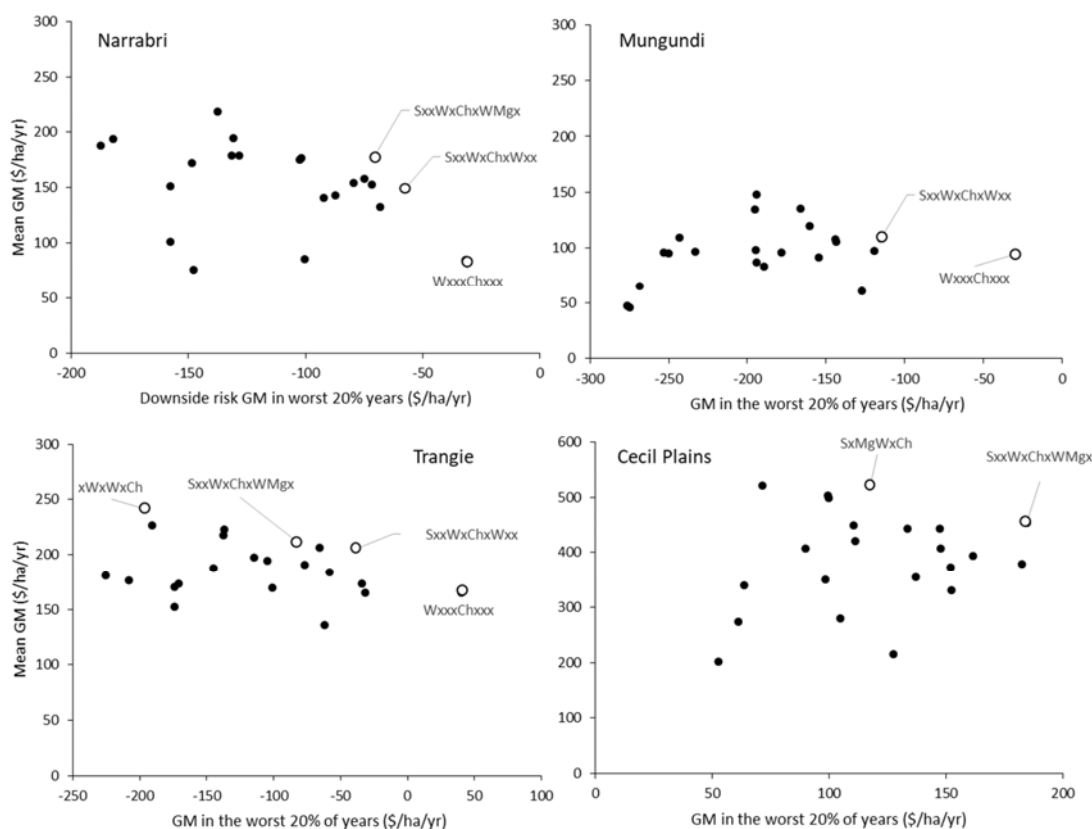 Narrabri
Mean GM ($/ha/yr)
300
250
200
150
100
50
0
SxxWxChxWMgx
SxxWxChxWxx
WxxxChxxx
-200
-150
-100
-50
0
Downside risk GM in worst 20% years ($/ha/yr)
Mungundi
300
250
200
150
100
50
0
SxxWxChxWxx
WxxxChxxx
-300
-250
-200
-150
-100
-50
0
GM in the worst 20% of years ($/ha/yr)
Trangie
Mean GM ($/ha/yr)
300
250
200
150
100
50
0
xWxWxCh
SxxWxChxWMgx
SxxWxChxWxx
WxxxChxxx
-250
-200
-150
-100
-50
0
50
100
GM in the worst 20% of years ($/ha/yr)
Cecil Plains
600
500
400
300
200
100
0
SxMgWxCh
SxxWxChxWMgx
0
50
100
150
200
GM in the worst 20% of years ($/ha/yr)